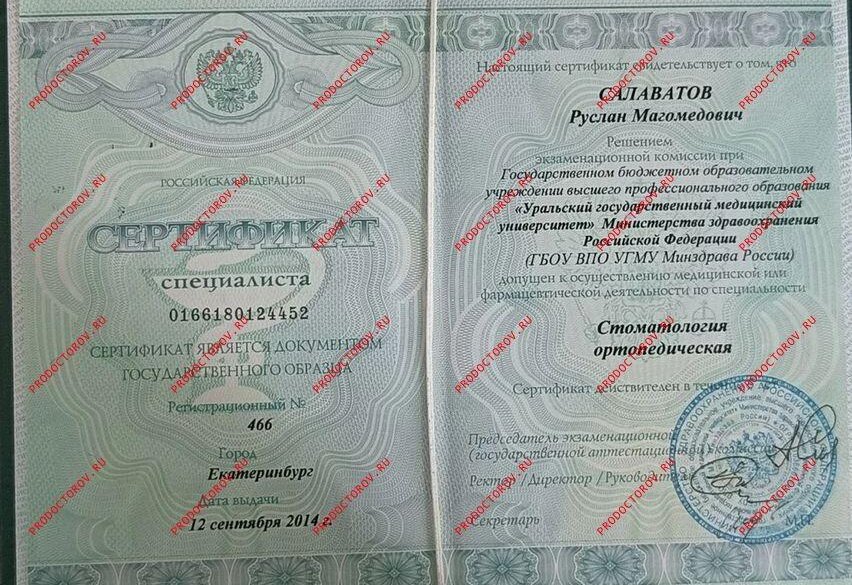 РОССИЙСКАЯ ФЕДЕРАЦИЯ
СЕРТИФИКАТ
специалиста
0166180124452
СЕРТИФИКАТ ЯВЛЯЕТСЯ ДОКУМЕНТОМ
ГОСУДАРСТВЕННОГО ОБРАЗЦА
Регистрационный №
466
Город
Екатеринбург
Дата выдачи
12 сентября 2014 г.
Настоящий сертификат свидетельствует о том, что
САЛАВАТОВ
Руслан Магомедович
Решением
экзаменационной комиссии при
Государственном бюджетном образовательном
учреждении высшего профессионального образования
«Уральский государственный медицинский
университет» Министерства здравоохранения
Российской Федерации
(ГБОУ ВПО УГМУ Минздрава России)
допущен к осуществлению медицинской или
фармацевтической деятельности по специальности
Стоматология
ортопедическая
Сертификат действителен в течение
Председатель экзаменационной
(государственной аттестационной) комиссии
Ректор /Директор /Руководитель
Секретарь
М.П.
PRODOCTOROV.RU